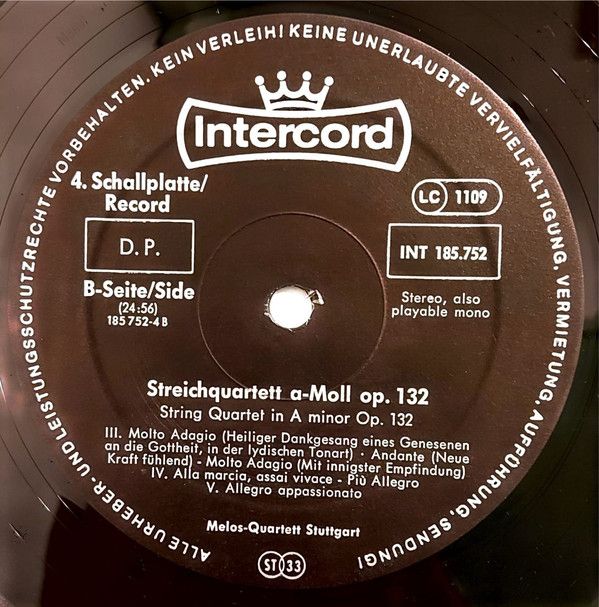 ALLE URHEBER- UND LEISTUNGSSCHUTZRECHTE VORBEHALTEN. KEIN VERLEIH! KEINE UNERLAUBTE VERVIELFÄLTIGUNG, VERMIETUNG, AUFFÜHRUNG, SENDUNG!
Intercord
4. Schallplatte/
Record
LC 1109
D. P.
INT 185.752
B-Seite/Side
(24:56)
185 752-4 B
Stereo, also
playable mono
Streichquartett a-Moll op. 132
String Quartet in A minor Op. 132
III. Molto Adagio (Heiliger Dankgesang eines Genesenen
an die Gottheit, in der lydischen Tonart) · Andante (Neue
Kraft fühlend) - Molto Adagio (Mit innigster Empfindung)
IV. Alla marcia, assai vivace - Più Allegro
V. Allegro appassionato
Melos-Quartett Stuttgart
ST 33